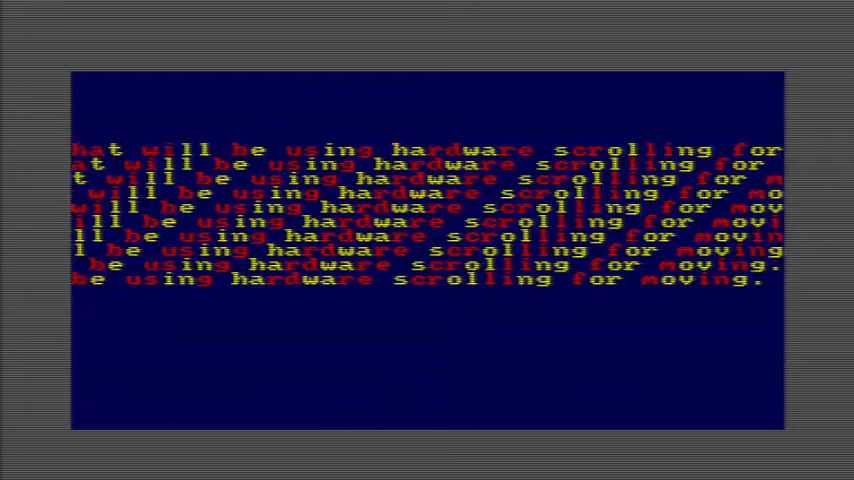 hat will be using hardware scrolling for
at will be using hardware scrolling for
t will be using hardware scrolling for m
will be using hardware scrolling for mo
will be using hardware scrolling for mov
ill be using hardware scrolling for movi
ll be using hardware scrolling for movin
l be using hardware scrolling for moving
be using hardware scrolling for moving.
be using hardware scrolling for moving.